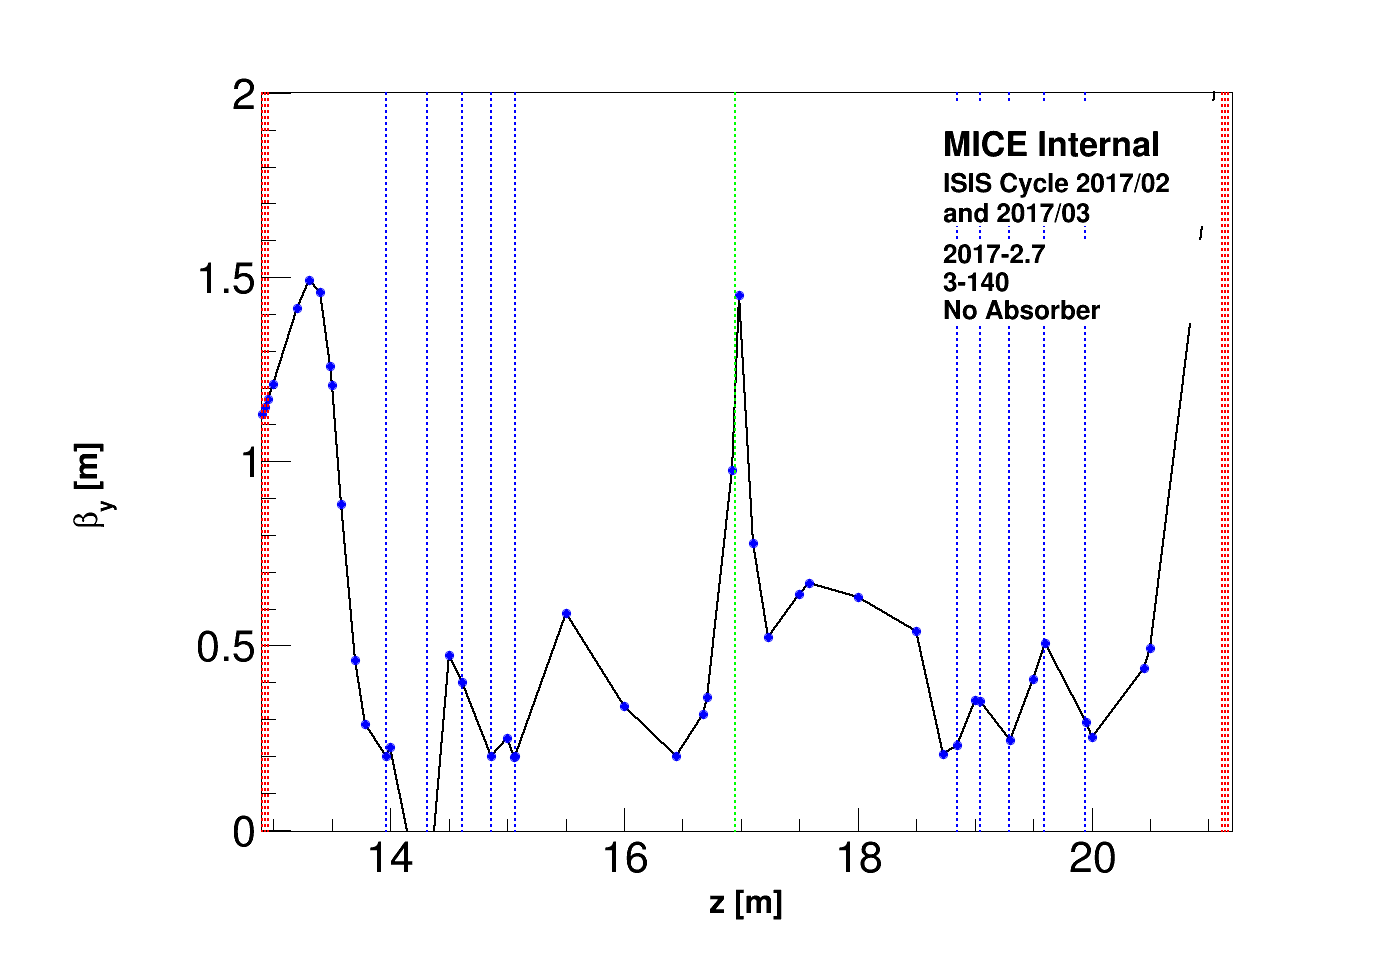 2
1.5
1
0.5
0
14
16
18
20
z [m]
βy [m]
MICE Internal
ISIS Cycle 2017/02
and 2017/03
2017-2.7
3-140
No Absorber